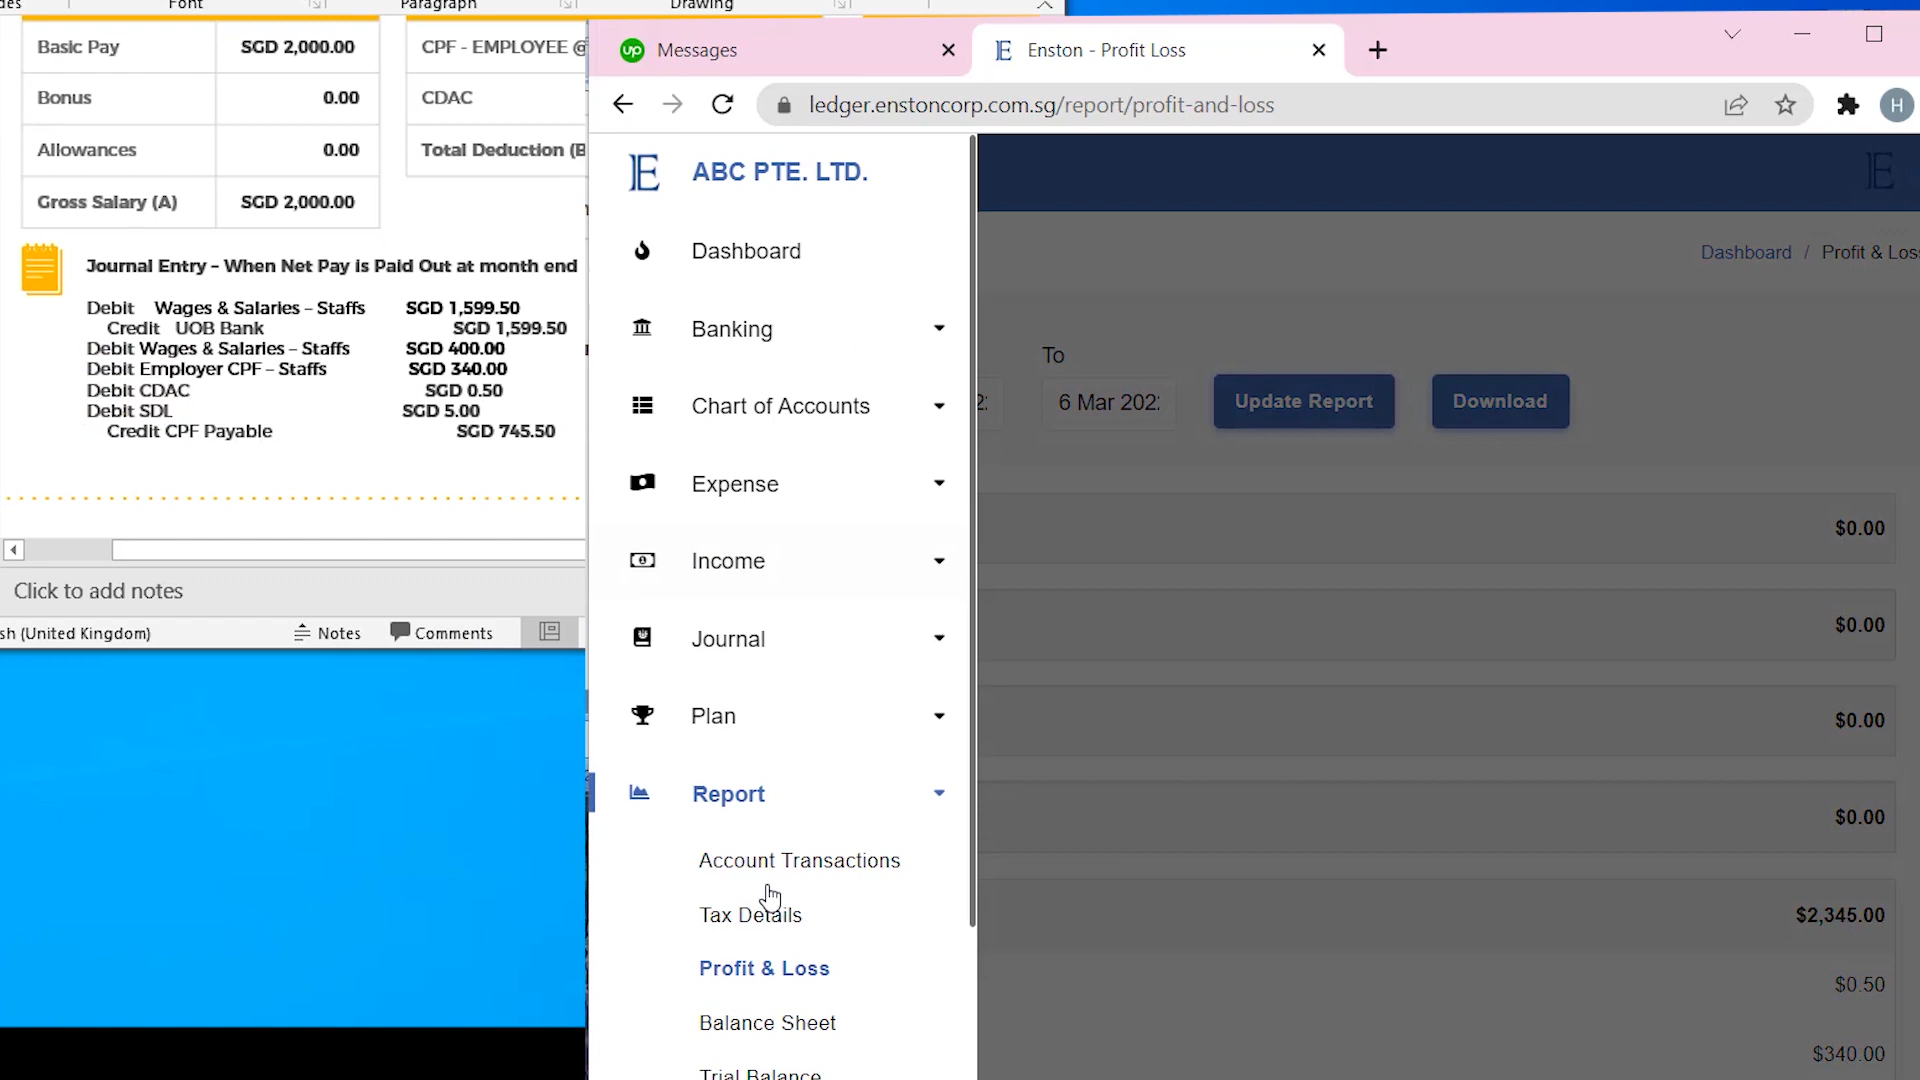 Font
Paragraph
Drawing
Basic Pay SGD 2,000.00
Bonus 0.00
Allowances 0.00
Gross Salary (A) SGD 2,000.00
CPF - EMPLOYEE @
CDAC
Total Deduction (B
Journal Entry – When Net Pay is Paid Out at month end
Debit Wages & Salaries – Staffs SGD 1,599.50
Credit UOB Bank SGD 1,599.50
Debit Wages & Salaries – Staffs SGD 400.00
Debit Employer CPF – Staffs SGD 340.00
Debit CDAC SGD 0.50
Debit SDL SGD 5.00
Credit CPF Payable SGD 745.50
Click to add notes
sh (United Kingdom)
Notes
Comments
up Messages
E Enston - Profit Loss
ledger.enstoncorp.com.sg/report/profit-and-loss
H
E ABC PTE. LTD.
Dashboard
Banking
Chart of Accounts
Expense
Income
Journal
Plan
Report
Account Transactions
Tax Details
Profit & Loss
Balance Sheet
Trial Balance
E
Dashboard / Profit & Los
To
2:
6 Mar 202:
Update Report
Download
$0.00
$0.00
$0.00
$0.00
$2,345.00
$0.50
$340.00